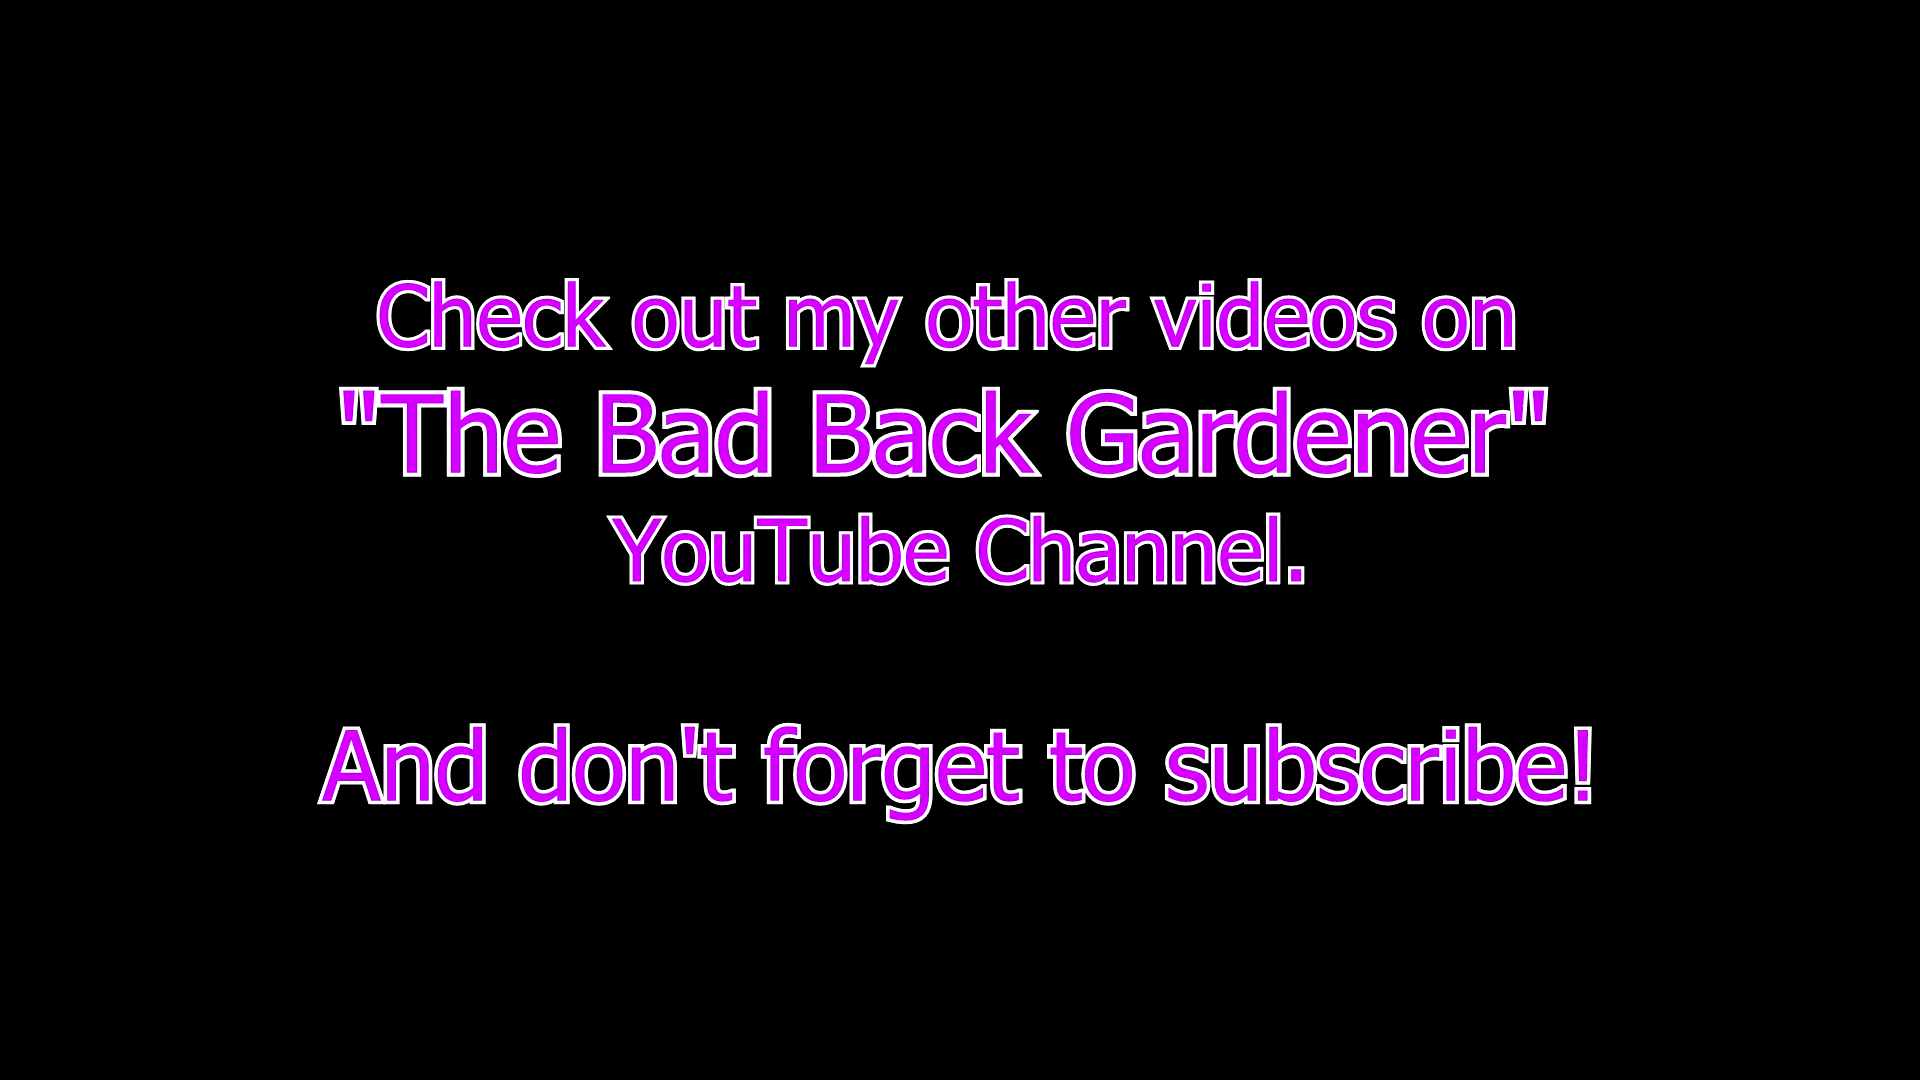 Check out my other videos on
"The Bad Back Gardener"
YouTube Channel.
And don't forget to subscribe!